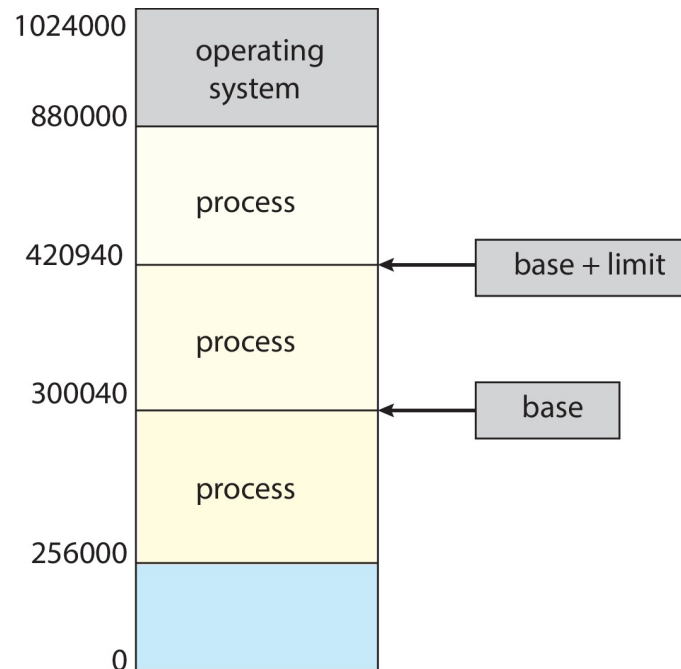 1024000
operating
system
880000
process
420940
base + limit
process
300040
base
process
256000
0